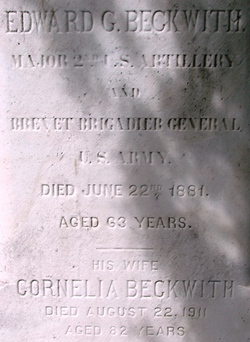 EDWARD G. BECKWITH.
MAJOR 2ND U.S. ARTILLERY
AND
BREVET BRIGADIER GENERAL
U.S. ARMY.
DIED JUNE 22ND 1881.
AGED 63 YEARS.
HIS WIFE
CORNELIA BECKWITH
DIED AUGUST 22, 1911
AGED 82 YEARS